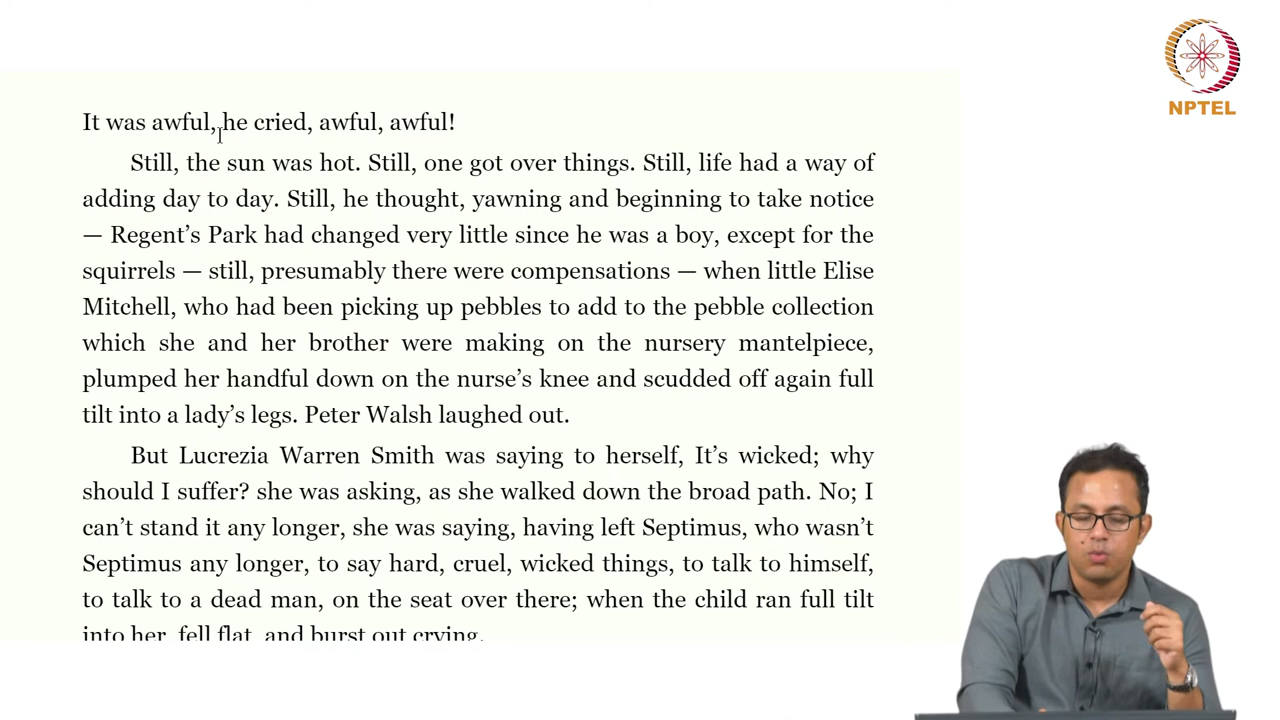 NPTEL
It was awful, he cried, awful, awful!
Still, the sun was hot. Still, one got over things. Still, life had a way of
adding day to day. Still, he thought, yawning and beginning to take notice
— Regent’s Park had changed very little since he was a boy, except for the
squirrels — still, presumably there were compensations — when little Elise
Mitchell, who had been picking up pebbles to add to the pebble collection
which she and her brother were making on the nursery mantelpiece,
plumped her handful down on the nurse’s knee and scudded off again full
tilt into a lady’s legs. Peter Walsh laughed out.
But Lucrezia Warren Smith was saying to herself, It’s wicked; why
should I suffer? she was asking, as she walked down the broad path. No; I
can’t stand it any longer, she was saying, having left Septimus, who wasn’t
Septimus any longer, to say hard, cruel, wicked things, to talk to himself,
to talk to a dead man, on the seat over there; when the child ran full tilt
into her, fell flat, and burst out crying.